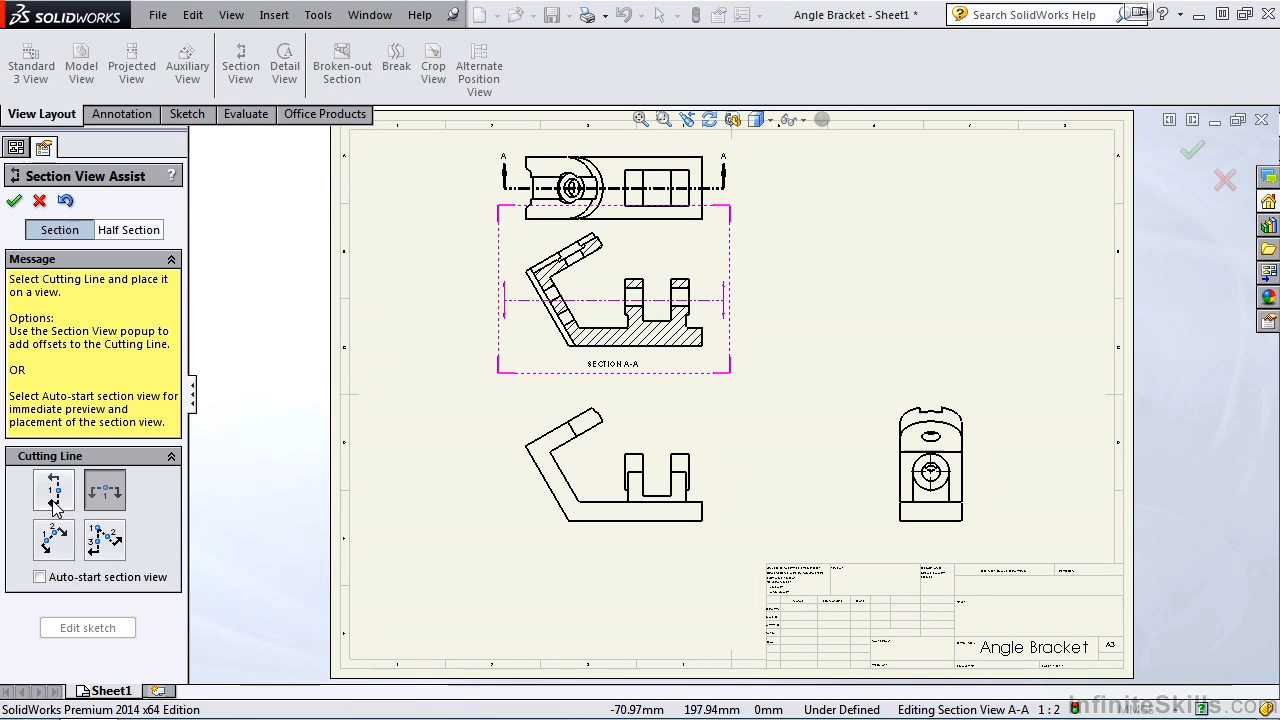 SOLIDWORKS File Edit View Insert Tools Window Help Angle Bracket - Sheet1 * Search SolidWorks Help
Standard 3 View
Model View
Projected View
Auxiliary View
Section View
Detail View
Broken-out Section
Break
Crop View
Alternate Position View
View Layout Annotation Sketch Evaluate Office Products
Section View Assist ?
Section Half Section
Message
Select Cutting Line and place it
on a view.
Options:
Use the Section View popup to
add offsets to the Cutting Line.
OR
Select Auto-start section view for
immediate preview and
placement of the section view.
Cutting Line
Auto-start section view
Edit sketch
A A
SECTION A-A
Angle Bracket A3
Sheet1
SolidWorks Premium 2014 x64 Edition -70.97mm 197.94mm 0mm Under Defined Editing Section View A-A 1 : 2
InfiniteSkills.com